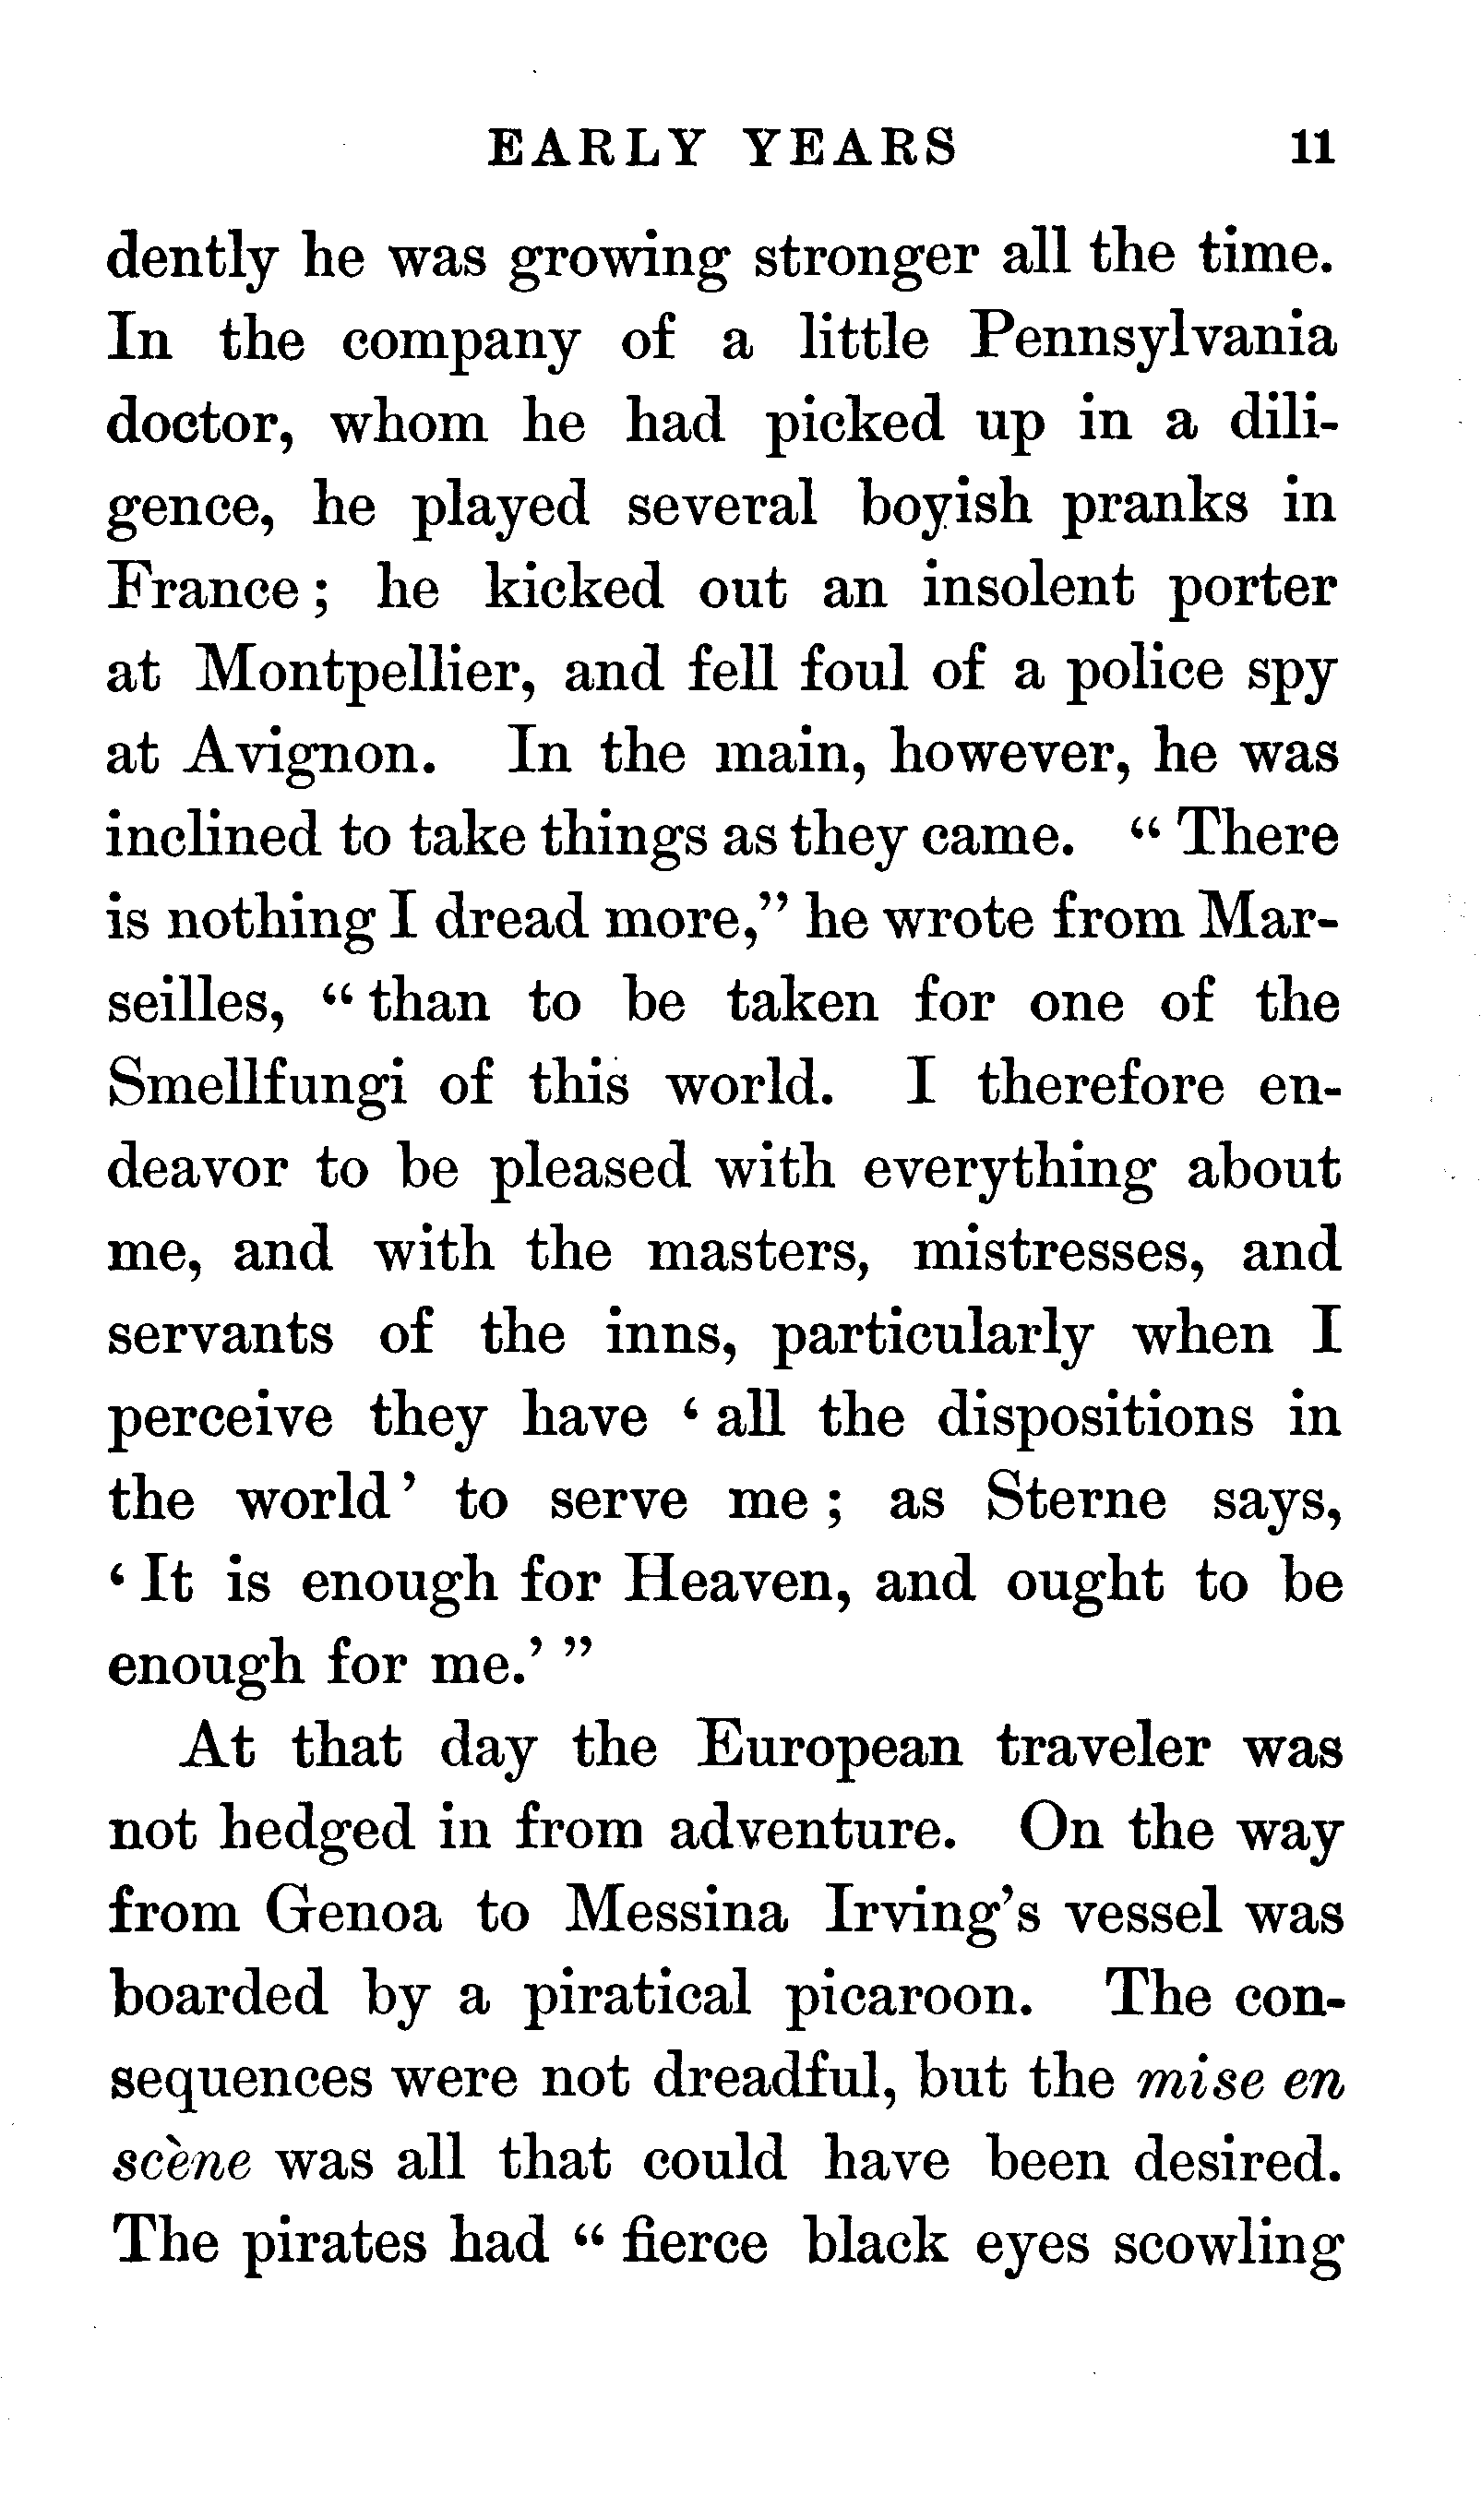 EARLY YEARS 11
dently he was growing stronger all the time.
In the company of a little Pennsylvania
doctor, whom he had picked up in a dili-
gence, he played several boyish pranks in
France; he kicked out an insolent porter
at Montpellier, and fell foul of a police spy
at Avignon. In the main, however, he was
inclined to take things as they came. "There
is nothing I dread more," he wrote from Mar-
seilles, "than to be taken for one of the
Smellfungi of this world. I therefore en-
deavor to be pleased with everything about
me, and with the masters, mistresses, and
servants of the inns, particularly when I
perceive they have 'all the dispositions in
the world' to serve me; as Sterne says,
'It is enough for Heaven, and ought to be
enough for me.'"
At that day the European traveler was
not hedged in from adventure. On the way
from Genoa to Messina Irving's vessel was
boarded by a piratical picaroon. The con-
sequences were not dreadful, but the mise en
scène was all that could have been desired.
The pirates had "fierce black eyes scowling